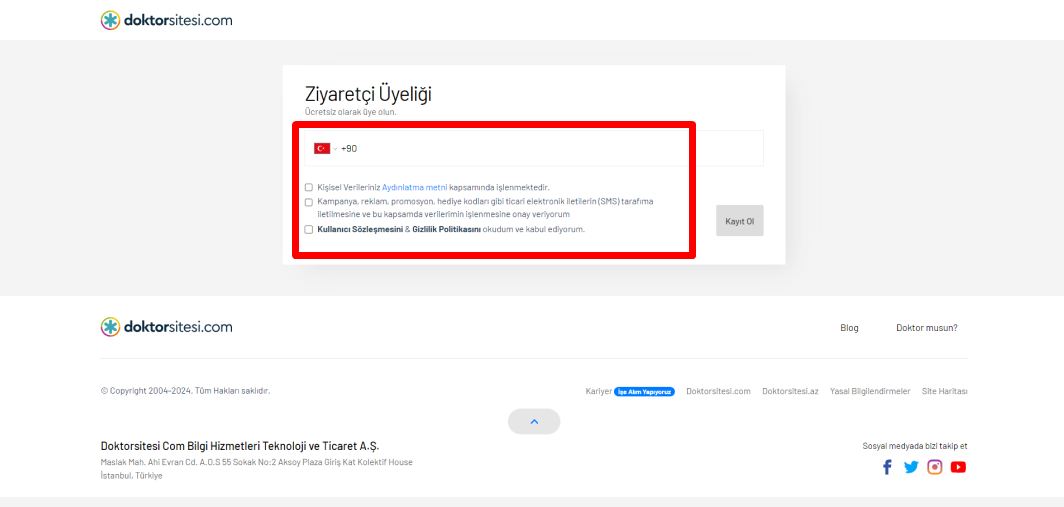 doktorsitesi.com
Ziyaretçi Üyeliği
Ücretsiz olarak üye olun.
+90
Kişisel Verileriniz Aydınlatma metni kapsamında işlenmektedir.
Kampanya, reklam, promosyon, hediye kodları gibi ticari elektronik iletilerin (SMS) tarafıma
iletilmesine ve bu kapsamda verilerimin işlenmesine onay veriyorum
Kullanıcı Sözleşmesini & Gizlilik Politikasını okudum ve kabul ediyorum.
Kayıt Ol
doktorsitesi.com
Blog Doktor musun?
© Copyright 2004-2024, Tüm Hakları saklıdır.
Kariyer İşe Alım Yapıyoruz Doktorsitesi.com Doktorsitesi.az Yasal Bilgilendirmeler Site Haritası
Doktorsitesi Com Bilgi Hizmetleri Teknoloji ve Ticaret A.Ş.
Sosyal medyada bizi takip et
Maslak Mah. Ahi Evran Cd. A.O.S 55 Sokak No:2 Aksoy Plaza Giriş Kat Kolektif House
İstanbul, Türkiye